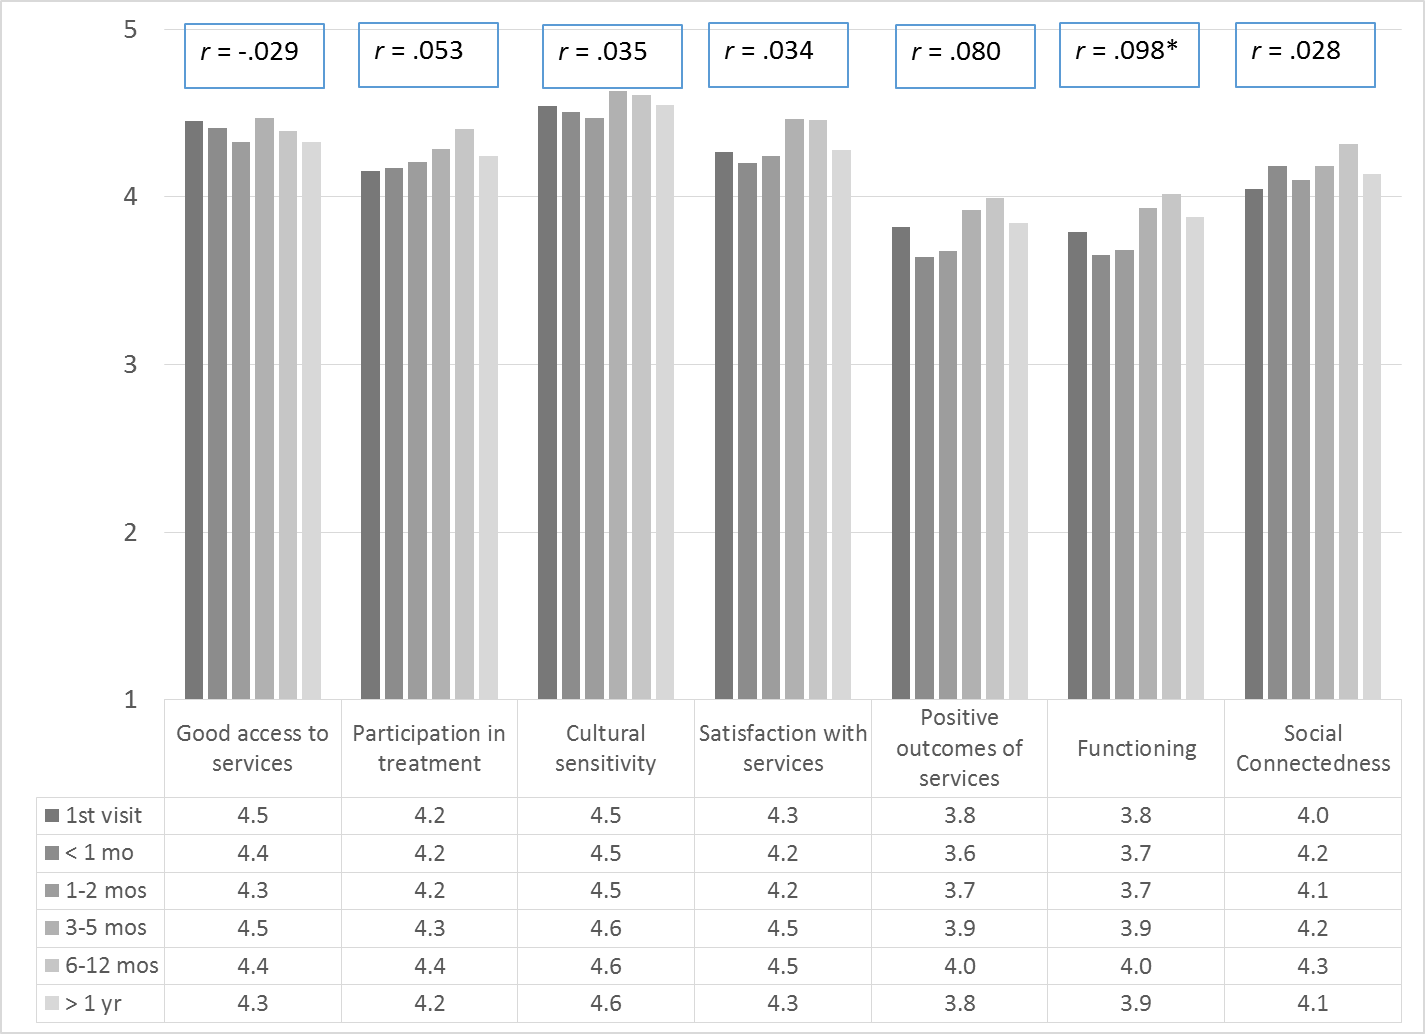 5
r = -.029
r = .053
r = .035
r = .034
r = .080
r = .098*
r = .028
4
3
2
1
Good access to
services
Participation in
treatment
Cultural
sensitivity
Satisfaction with
services
Positive
outcomes of
services
Functioning
Social
Connectedness
1st visit 4.5 4.2 4.5 4.3 3.8 3.8 4.0
< 1 mo 4.4 4.2 4.5 4.2 3.6 3.7 4.2
1-2 mos 4.3 4.2 4.5 4.2 3.7 3.7 4.1
3-5 mos 4.5 4.3 4.6 4.5 3.9 3.9 4.2
6-12 mos 4.4 4.4 4.6 4.5 4.0 4.0 4.3
> 1 yr 4.3 4.2 4.6 4.3 3.8 3.9 4.1